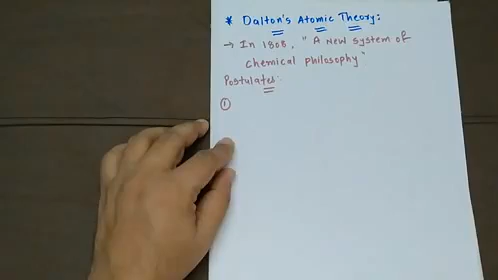 * Dalton's Atomic Theory:
→ In 1808, "A new system of
chemical philosophy"
Postulates:
①